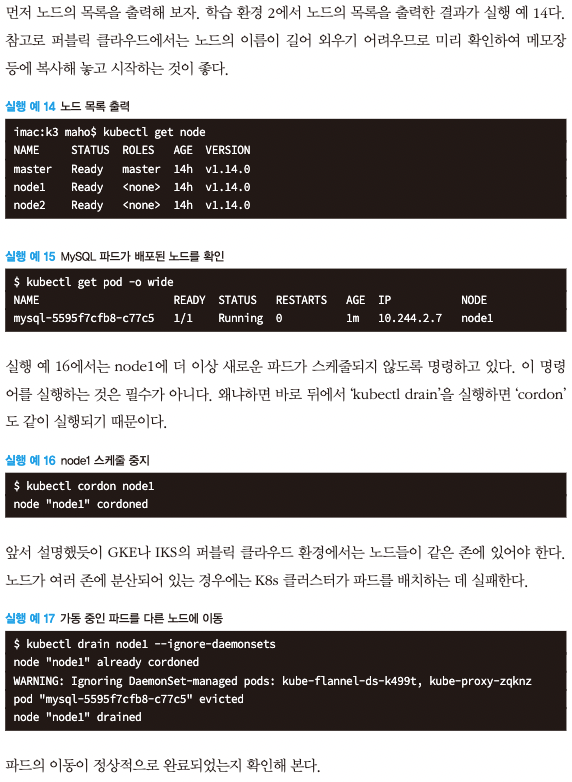 먼저 노드의 목록을 출력해 보자. 학습 환경 2에서 노드의 목록을 출력한 결과가 실행 예 14다.
참고로 퍼블릭 클라우드에서는 노드의 이름이 길어 외우기 어려우므로 미리 확인하여 메모장
등에 복사해 놓고 시작하는 것이 좋다.
실행 예 14 노드 목록 출력
imac:k3 maho$ kubectl get node
NAME STATUS ROLES AGE VERSION
master Ready master 14h v1.14.0
node1 Ready <none> 14h v1.14.0
node2 Ready <none> 14h v1.14.0
실행 예 15 MySQL 파드가 배포된 노드를 확인
$ kubectl get pod -o wide
NAME READY STATUS RESTARTS AGE IP NODE
mysql-5595f7cfb8-c77c5 1/1 Running 0 1m 10.244.2.7 node1
실행 예 16에서는 node1에 더 이상 새로운 파드가 스케줄되지 않도록 명령하고 있다. 이 명령
어를 실행하는 것은 필수가 아니다. 왜냐하면 바로 뒤에서 ‘kubectl drain’을 실행하면 ‘cordon’
도 같이 실행되기 때문이다.
실행 예 16 node1 스케줄 중지
$ kubectl cordon node1
node "node1" cordoned
앞서 설명했듯이 GKE나 IKS의 퍼블릭 클라우드 환경에서는 노드들이 같은 존에 있어야 한다.
노드가 여러 존에 분산되어 있는 경우에는 K8s 클러스터가 파드를 배치하는 데 실패한다.
실행 예 17 가동 중인 파드를 다른 노드에 이동
$ kubectl drain node1 --ignore-daemonsets
node "node1" already cordoned
WARNING: Ignoring DaemonSet-managed pods: kube-flannel-ds-k499t, kube-proxy-zqknz
pod "mysql-5595f7cfb8-c77c5" evicted
node "node1" drained
파드의 이동이 정상적으로 완료되었는지 확인해 본다.